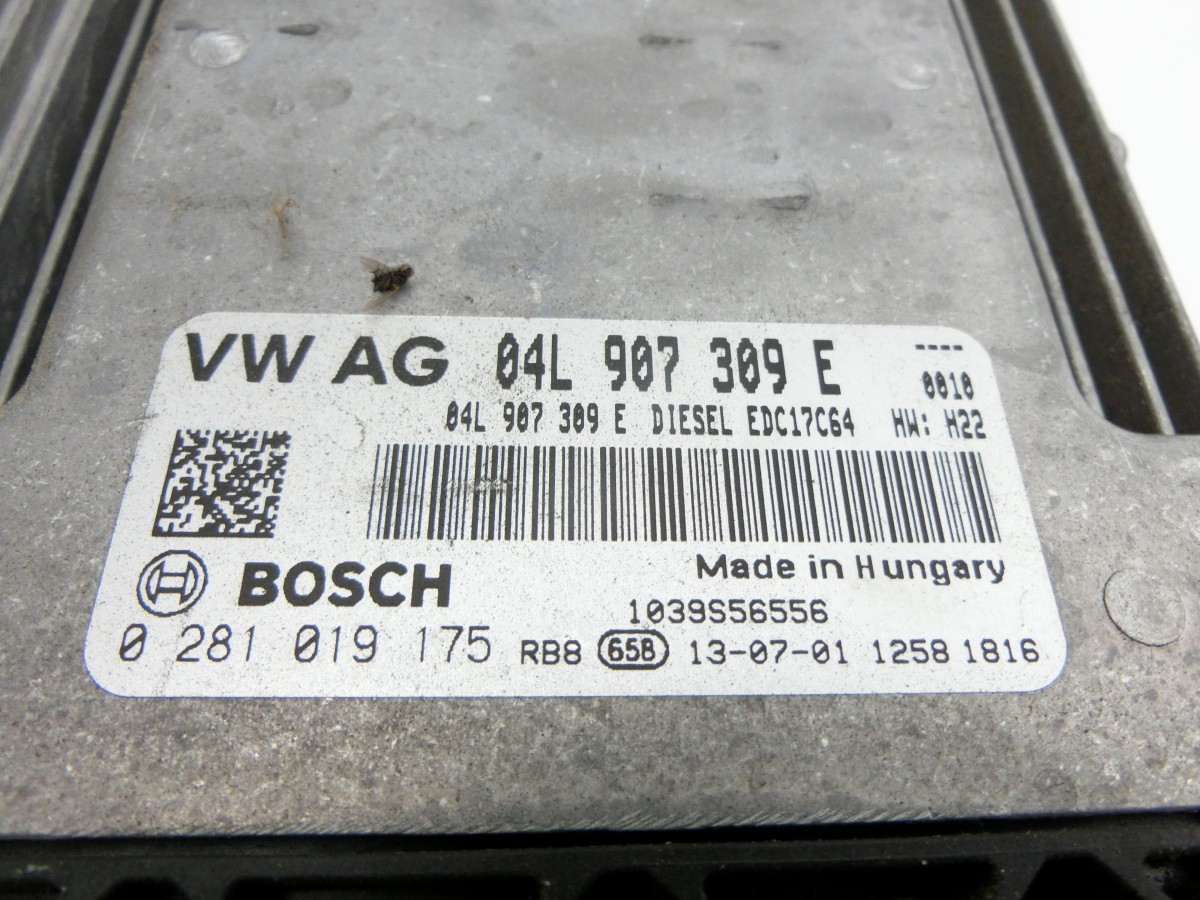 VW AG 04L 907 309 E ----
0010
04L 907 309 E DIESEL EDC17C64 HW: H22
Made in Hungary
BOSCH
1039S56556
0 281 019 175 RB8 65B 13-07-01 1258 1816